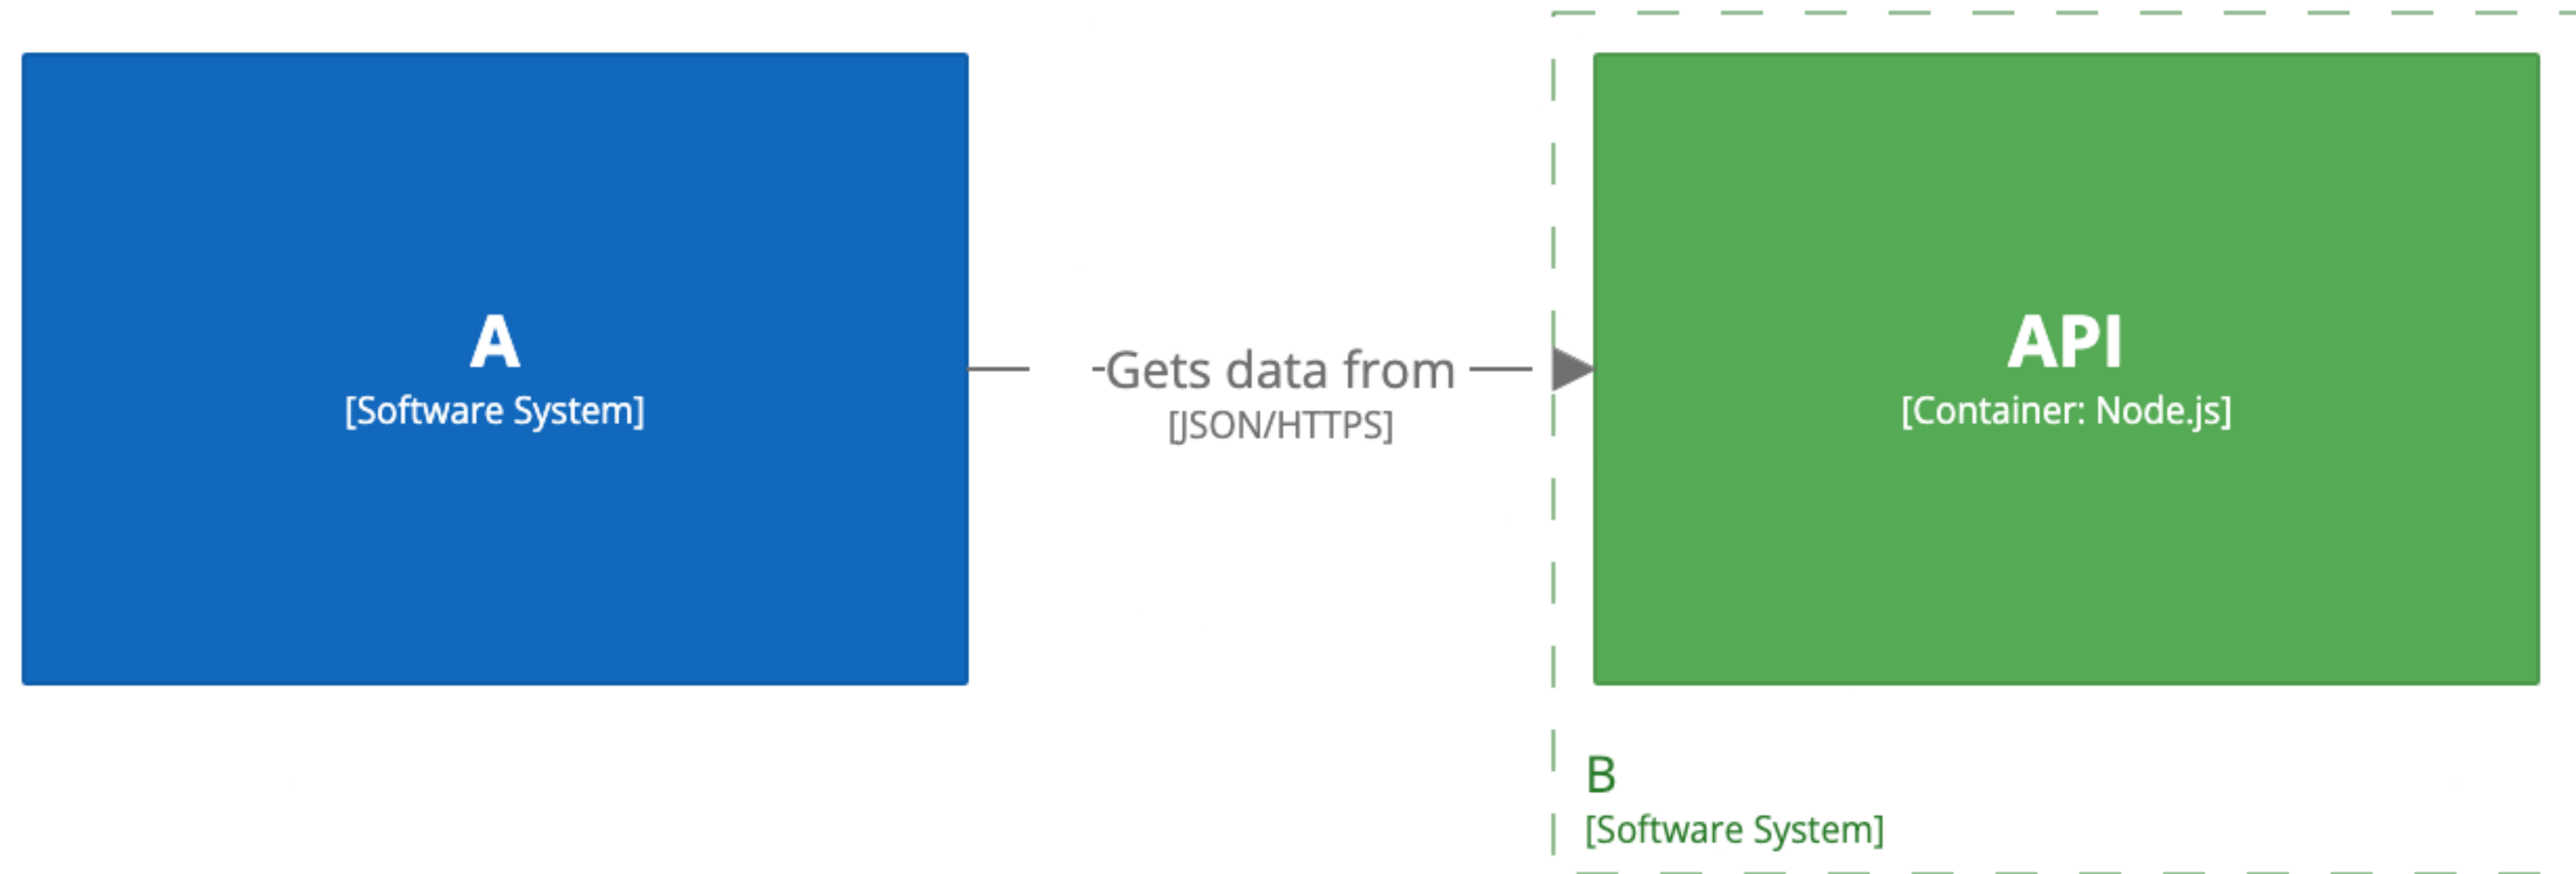 A
[Software System]
Gets data from
[JSON/HTTPS]
API
[Container: Node.js]
B
[Software System]